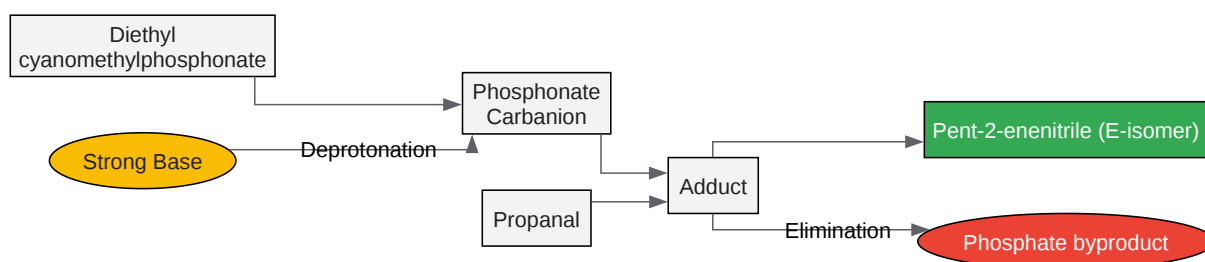 Diethyl
cyanomethylphosphonate
Strong Base
Deprotonation
Phosphonate
Carbanion
Propanal
Adduct
Elimination
Pent-2-enenitrile (E-isomer)
Phosphate byproduct